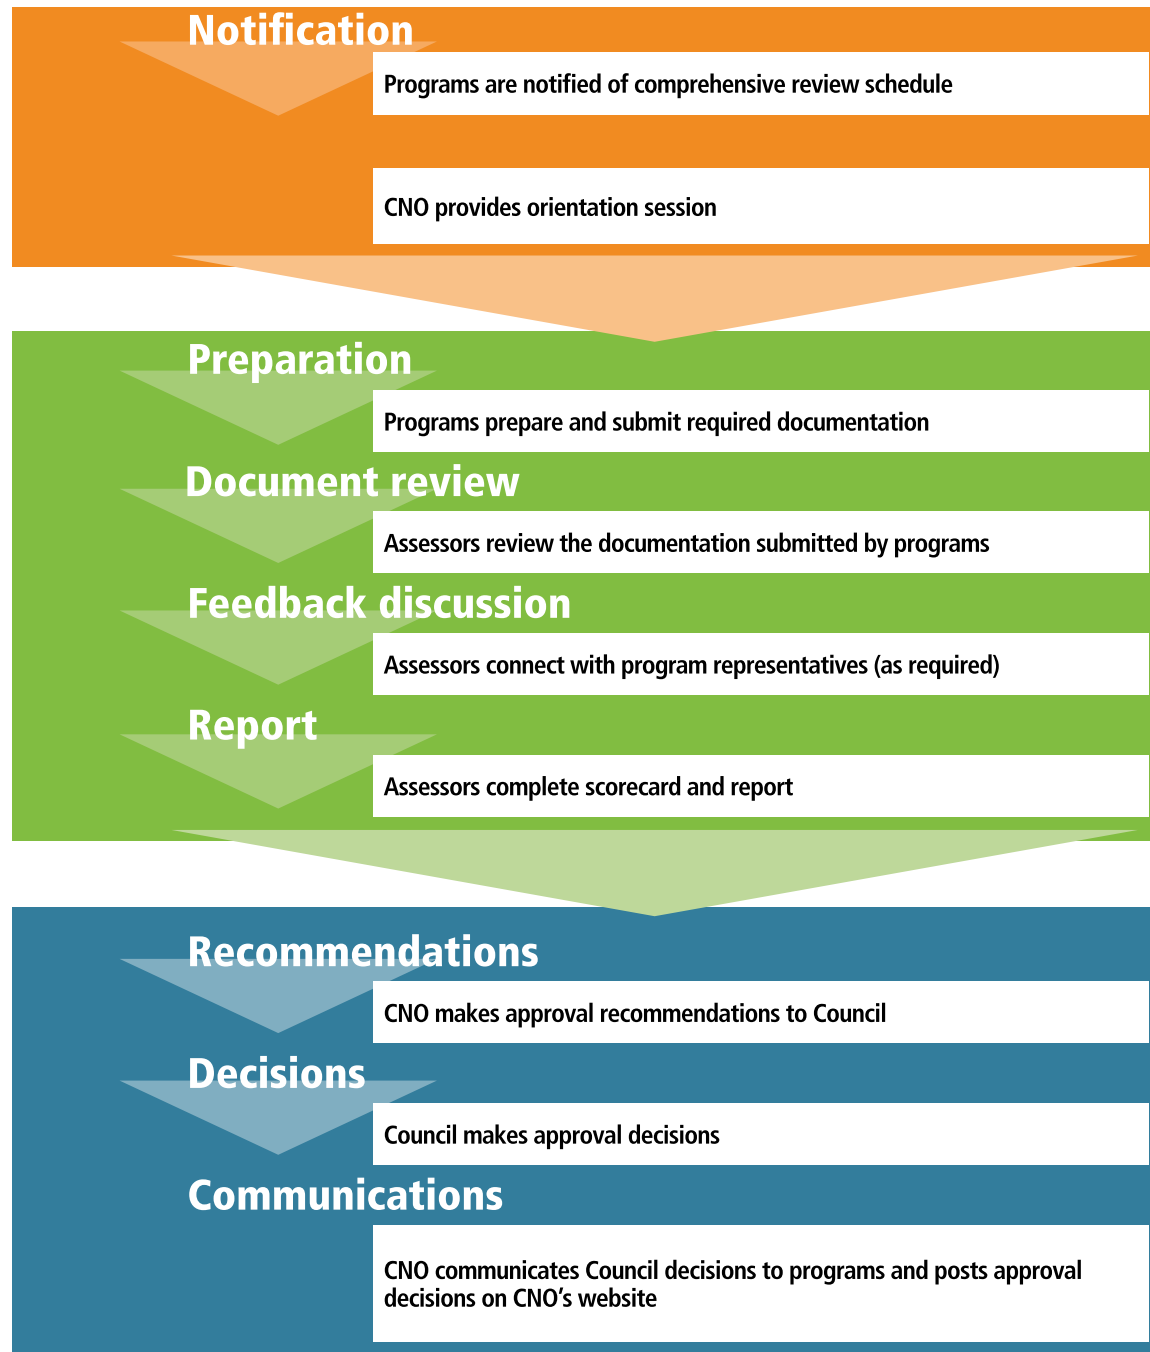 Notification
Programs are notified of comprehensive review schedule
CNO provides orientation session
Preparation
Programs prepare and submit required documentation
Document review
Assessors review the documentation submitted by programs
Feedback discussion
Assessors connect with program representatives (as required)
Report
Assessors complete scorecard and report
Recommendations
CNO makes approval recommendations to Council
Decisions
Council makes approval decisions
Communications
CNO communicates Council decisions to programs and posts approval
decisions on CNO’s website